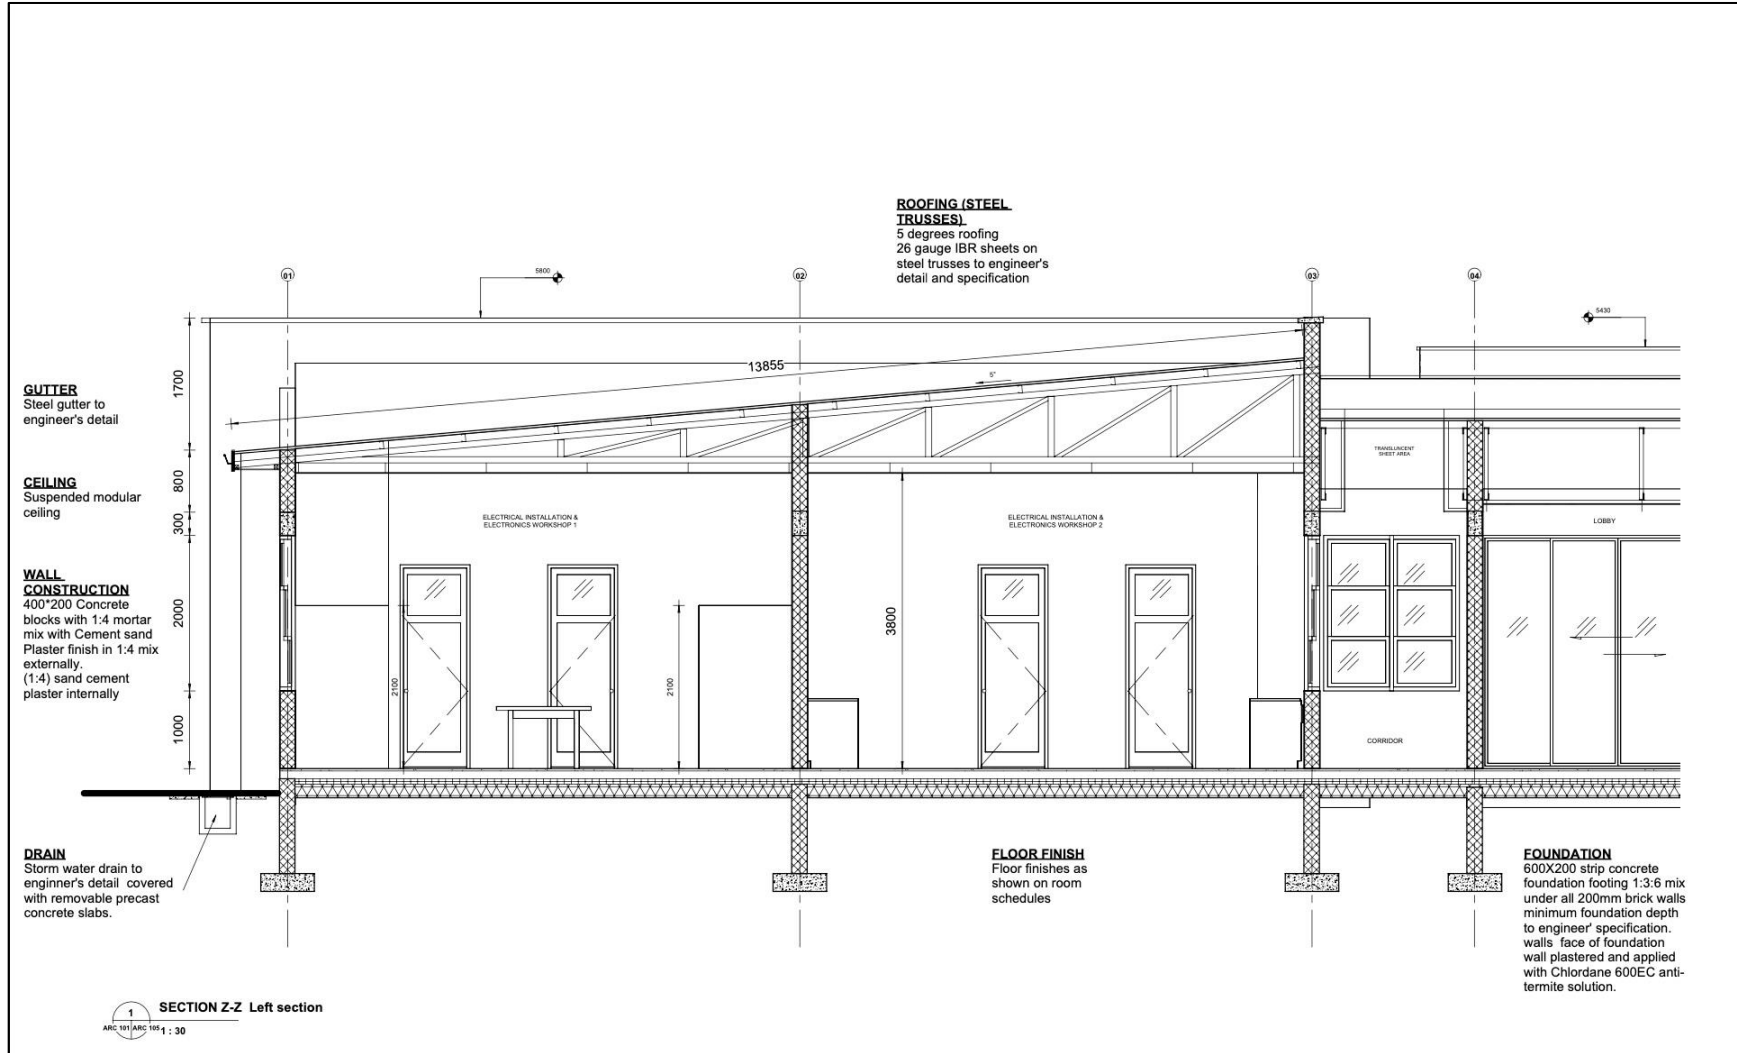 ROOFING (STEEL
TRUSSES)
5 degrees roofing
26 gauge IBR sheets on
steel trusses to engineer's
detail and specification
01
5800
02
03
04
5430
13855
5°
GUTTER
Steel gutter to
engineer's detail
CEILING
Suspended modular
ceiling
WALL
CONSTRUCTION
400*200 Concrete
blocks with 1:4 mortar
mix with Cement sand
Plaster finish in 1:4 mix
externally.
(1:4) sand cement
plaster internally
1700
800
300
2000
1000
ELECTRICAL INSTALLATION &
ELECTRONICS WORKSHOP 1
2100
2100
ELECTRICAL INSTALLATION &
ELECTRONICS WORKSHOP 2
3800
TRANSLUNCENT
SHEET AREA
LOBBY
CORRIDOR
DRAIN
Storm water drain to
enginner's detail covered
with removable precast
concrete slabs.
FLOOR FINISH
Floor finishes as
shown on room
schedules
FOUNDATION
600X200 strip concrete
foundation footing 1:3:6 mix
under all 200mm brick walls
minimum foundation depth
to engineer' specification.
walls face of foundation
wall plastered and applied
with Chlordane 600EC anti-
termite solution.
1
SECTION Z-Z Left section
ARC 101 ARC 105
1 : 30